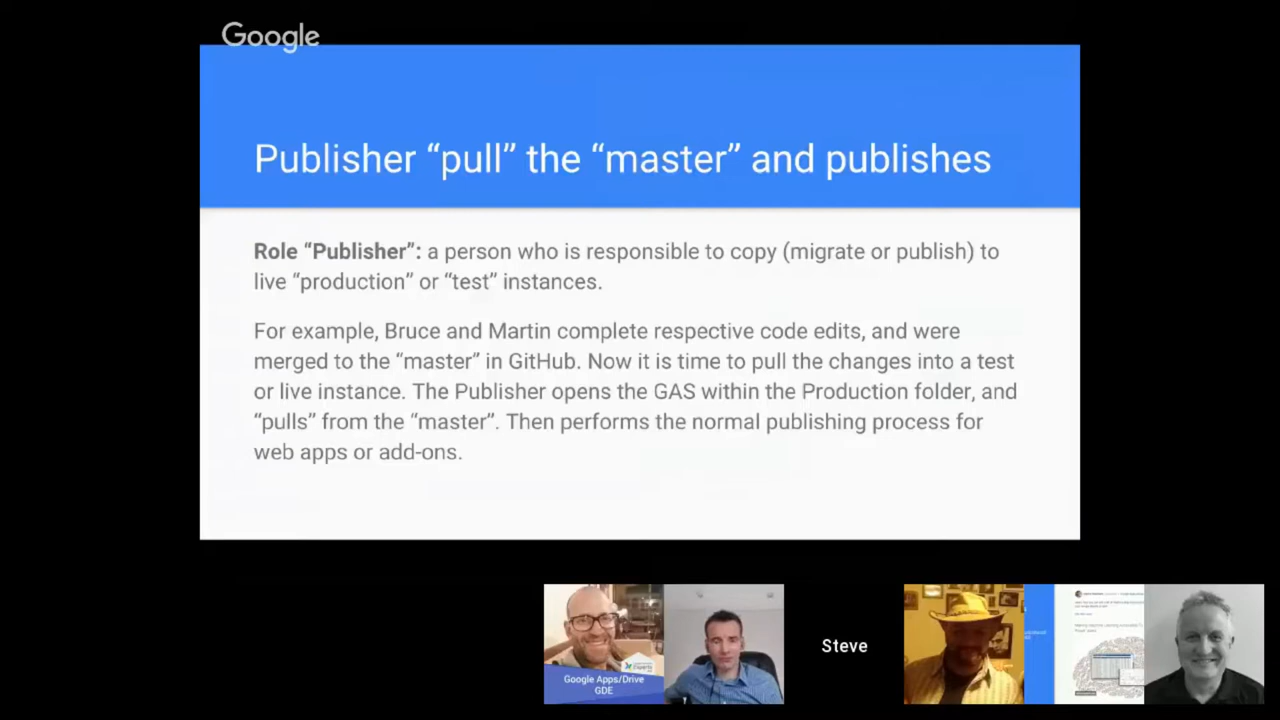 Google
Publisher “pull” the “master” and publishes
Role “Publisher”: a person who is responsible to copy (migrate or publish) to
live “production” or “test” instances.
For example, Bruce and Martin complete respective code edits, and were
merged to the “master” in GitHub. Now it is time to pull the changes into a test
or live instance. The Publisher opens the GAS within the Production folder, and
“pulls” from the “master”. Then performs the normal publishing process for
web apps or add-ons.
Experts
Google Apps/Drive
GDE
Steve